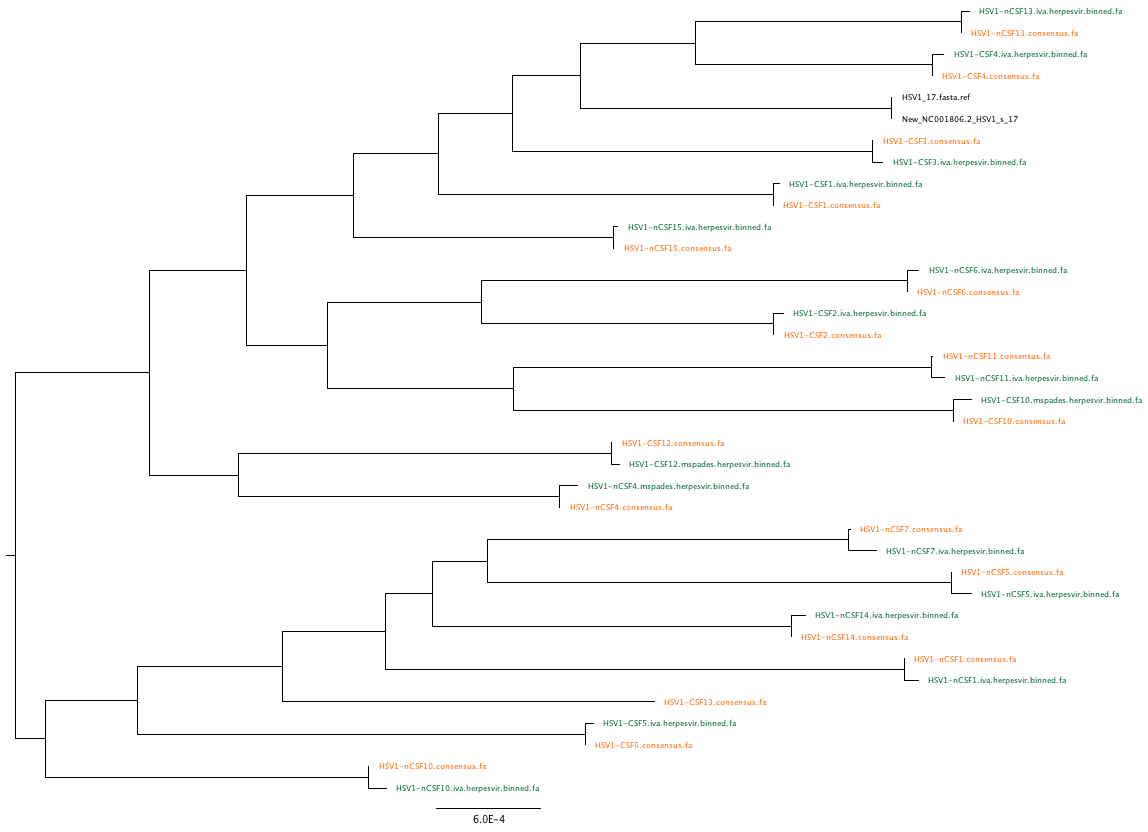 HSV1-nCSF13.iva.herpesvir.binned.fa
HSV1-nCSF13.consensus.fa
HSV1-CSF4.iva.herpesvir.binned.fa
HSV1-CSF4.consensus.fa
HSV1_17.fasta.ref
New_NC001806.2_HSV1_s_17
HSV1-CSF3.consensus.fa
HSV1-CSF3.iva.herpesvir.binned.fa
HSV1-CSF1.iva.herpesvir.binned.fa
HSV1-CSF1.consensus.fa
HSV1-nCSF15.iva.herpesvir.binned.fa
HSV1-nCSF15.consensus.fa
HSV1-nCSF6.iva.herpesvir.binned.fa
HSV1-nCSF6.consensus.fa
HSV1-CSF2.iva.herpesvir.binned.fa
HSV1-CSF2.consensus.fa
HSV1-nCSF11.consensus.fa
HSV1-nCSF11.iva.herpesvir.binned.fa
HSV1-CSF10.mspades.herpesvir.binned.fa
HSV1-CSF10.consensus.fa
HSV1-CSF12.consensus.fa
HSV1-CSF12.mspades.herpesvir.binned.fa
HSV1-nCSF4.mspades.herpesvir.binned.fa
HSV1-nCSF4.consensus.fa
HSV1-nCSF7.consensus.fa
HSV1-nCSF7.iva.herpesvir.binned.fa
HSV1-nCSF5.consensus.fa
HSV1-nCSF5.iva.herpesvir.binned.fa
HSV1-nCSF14.iva.herpesvir.binned.fa
HSV1-nCSF14.consensus.fa
HSV1-nCSF1.consensus.fa
HSV1-nCSF1.iva.herpesvir.binned.fa
HSV1-CSF13.consensus.fa
HSV1-CSF5.iva.herpesvir.binned.fa
HSV1-CSF5.consensus.fa
HSV1-nCSF10.consensus.fa
HSV1-nCSF10.iva.herpesvir.binned.fa
6.0E-4